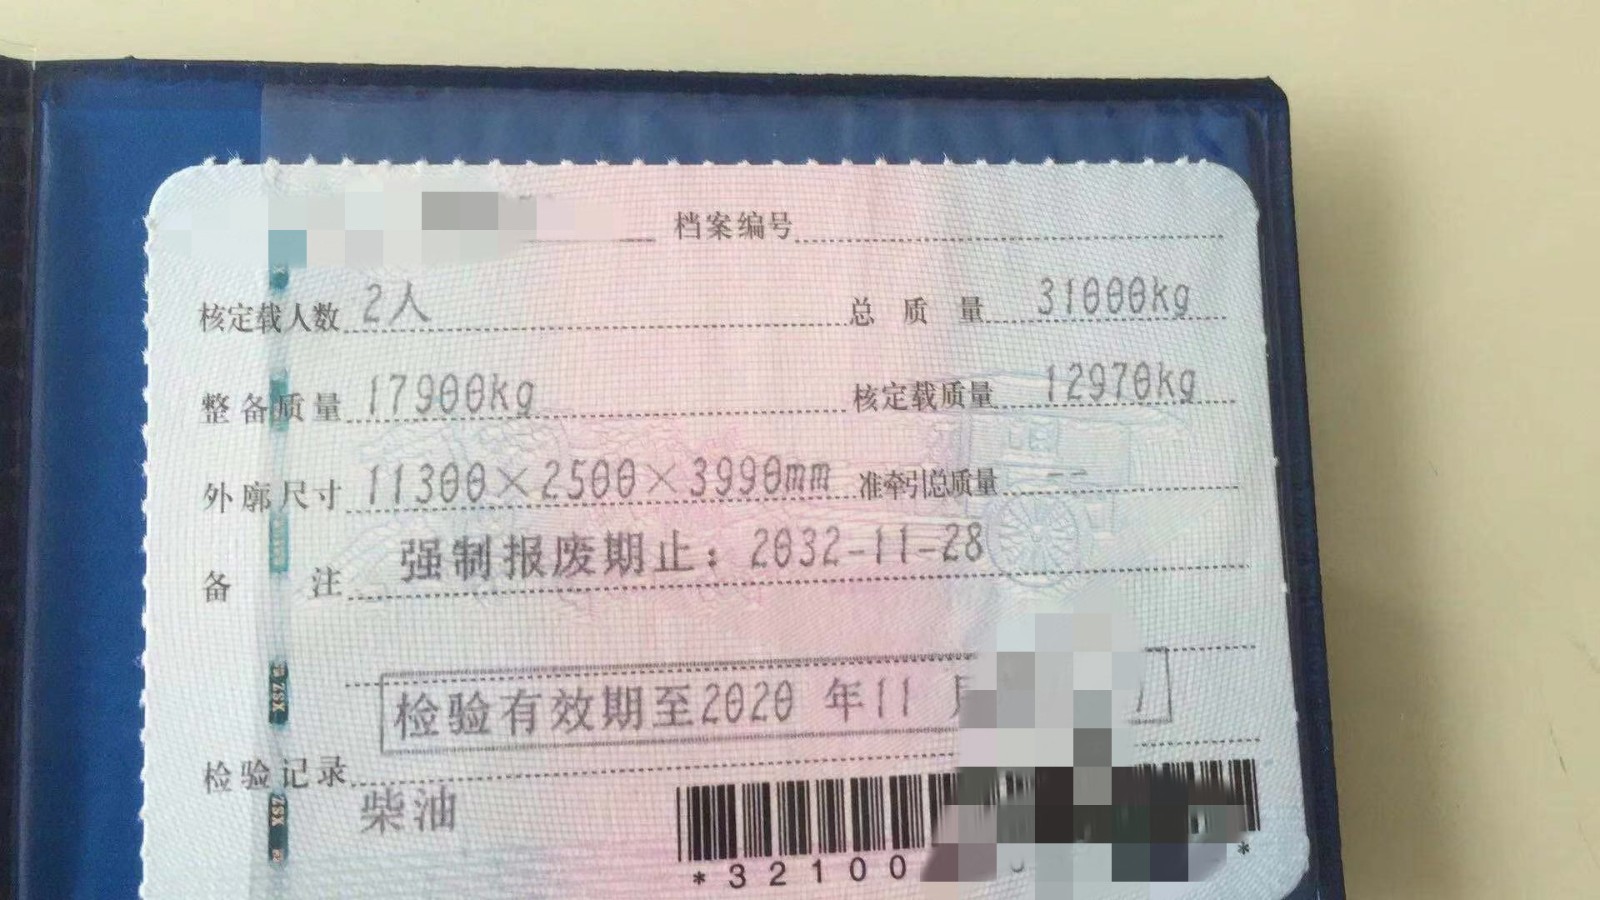 档案编号
核定载人数 2人 总质量 31000kg
整备质量 17900kg 核定载质量 12970kg
外廓尺寸 11300×2500×3990mm 准牵引总质量 --
备注 强制报废期止：2032-11-28
检验有效期至2020 年11 月
检验记录
柴油
*32100 *